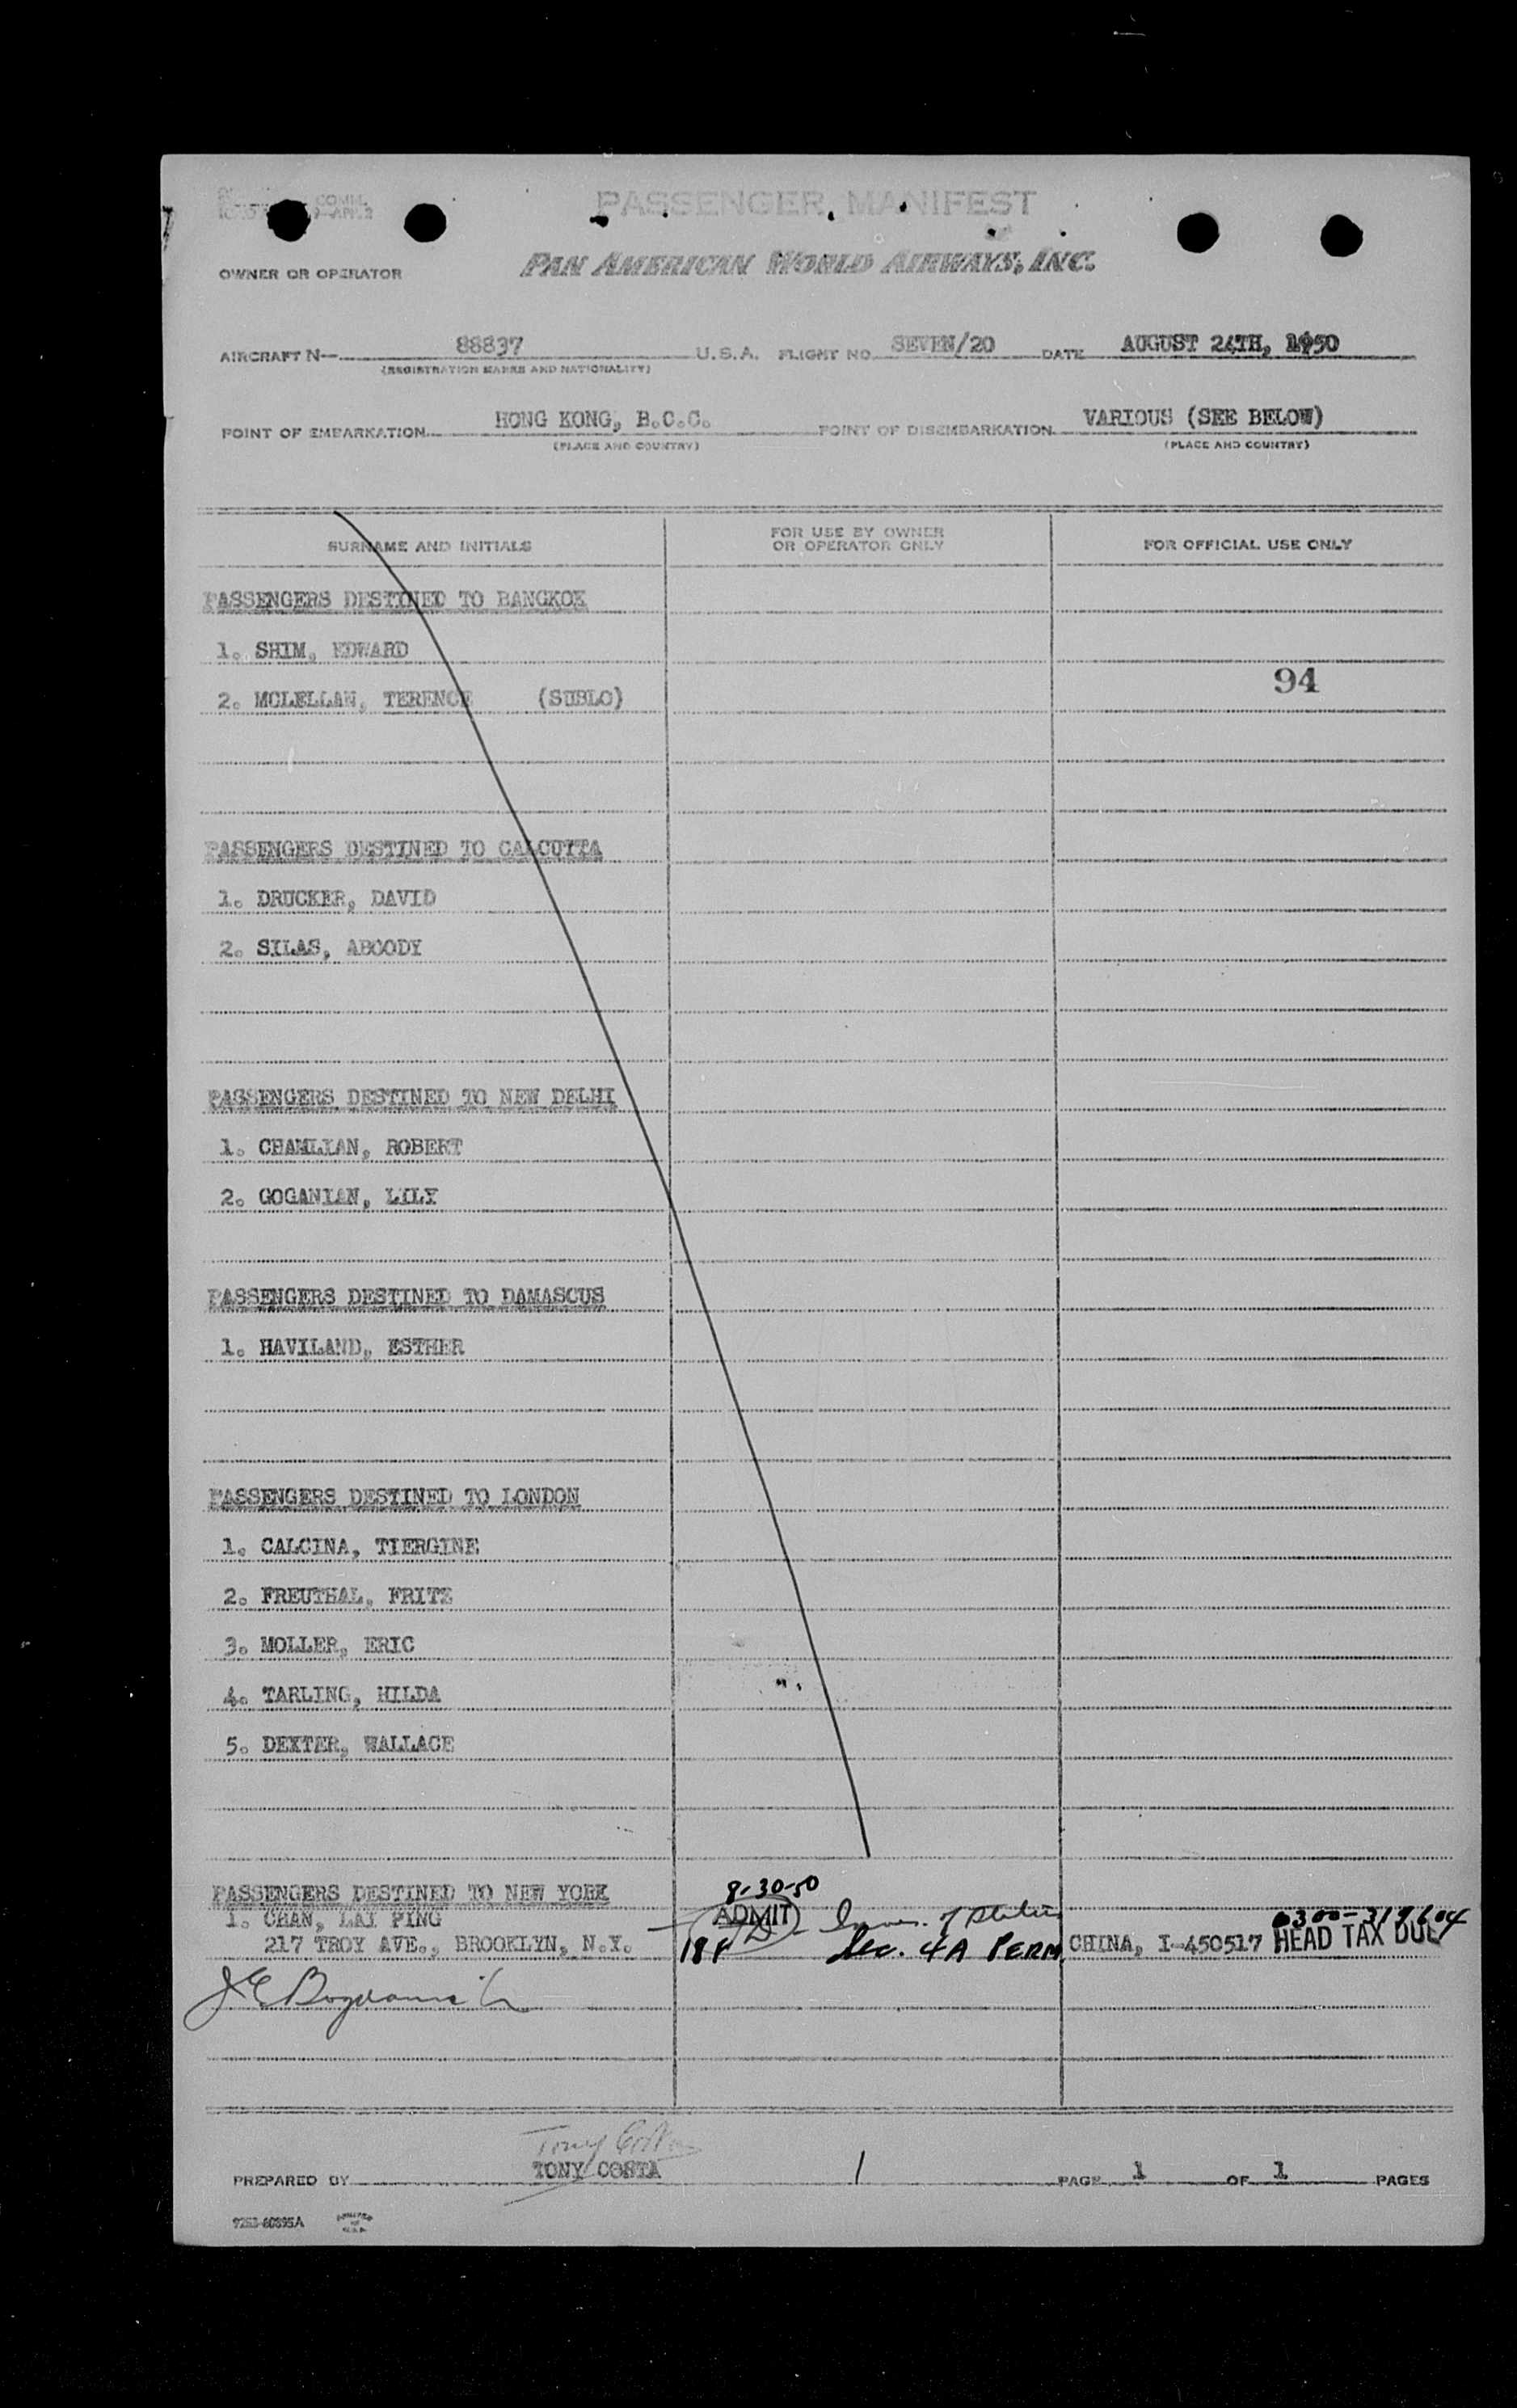 COMM.
PASSENGER MANIFEST
OWNER OR OPERATOR PAN AMERICAN WORLD AIRWAYS, INC.
AIRCRAFT N— 88837 U.S.A. FLIGHT NO. SEVEN/20 DATE AUGUST 24TH, 1950
(REGISTRATION MARKS AND NATIONALITY)
POINT OF EMBARKATION HONG KONG, B.C.C. POINT OF DISEMBARKATION VARIOUS (SEE BELOW)
(PLACE AND COUNTRY) (PLACE AND COUNTRY)
SURNAME AND INITIALS FOR USE BY OWNER OR OPERATOR ONLY FOR OFFICIAL USE ONLY
PASSENGERS DESTINED TO BANGKOK
1. SHIM, EDWARD
94
2. MCLELLAN, TERENCE (SUBLO)
PASSENGERS DESTINED TO CALCUTTA
1. DRUCKER, DAVID
2. SILAS, ABOODY
PASSENGERS DESTINED TO NEW DELHI
1. CHAMLIAN, ROBERT
2. GOGANIAN, LILY
PASSENGERS DESTINED TO DAMASCUS
1. HAVILAND, ESTHER
PASSENGERS DESTINED TO LONDON
1. CALCINA, TIERGINE
2. FREUTHAL, FRITZ
3. MOLLER, ERIC
4. TARLING, HILDA
5. DEXTER, WALLACE
PASSENGERS DESTINED TO NEW YORK 8-30-50
1. CHAN, LAI PING ADMIT 0300-319604
217 TROY AVE., BROOKLYN, N.Y. Sec. 4A PERM CHINA, I-450517 HEAD TAX DUE
Tony Costa
PREPARED BY TONY COSTA 1 PAGE 1 OF 1 PAGES